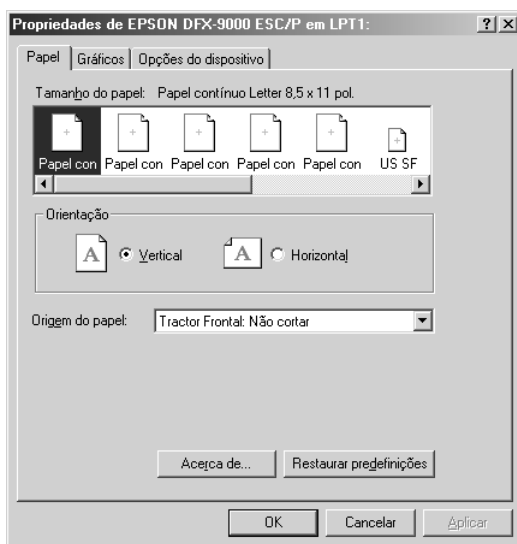 Propriedades de EPSON DFX-9000 ESC/P em LPT1:
Papel Gráficos Opções do dispositivo
Tamanho do papel: Papel contínuo Letter 8,5 x 11 pol.
Papel con Papel con Papel con Papel con Papel con US SF
Orientação
A Vertical A Horizontal
Origem do papel: Tractor Frontal: Não cortar
Acerca de... Restaurar predefinições
OK Cancelar Aplicar